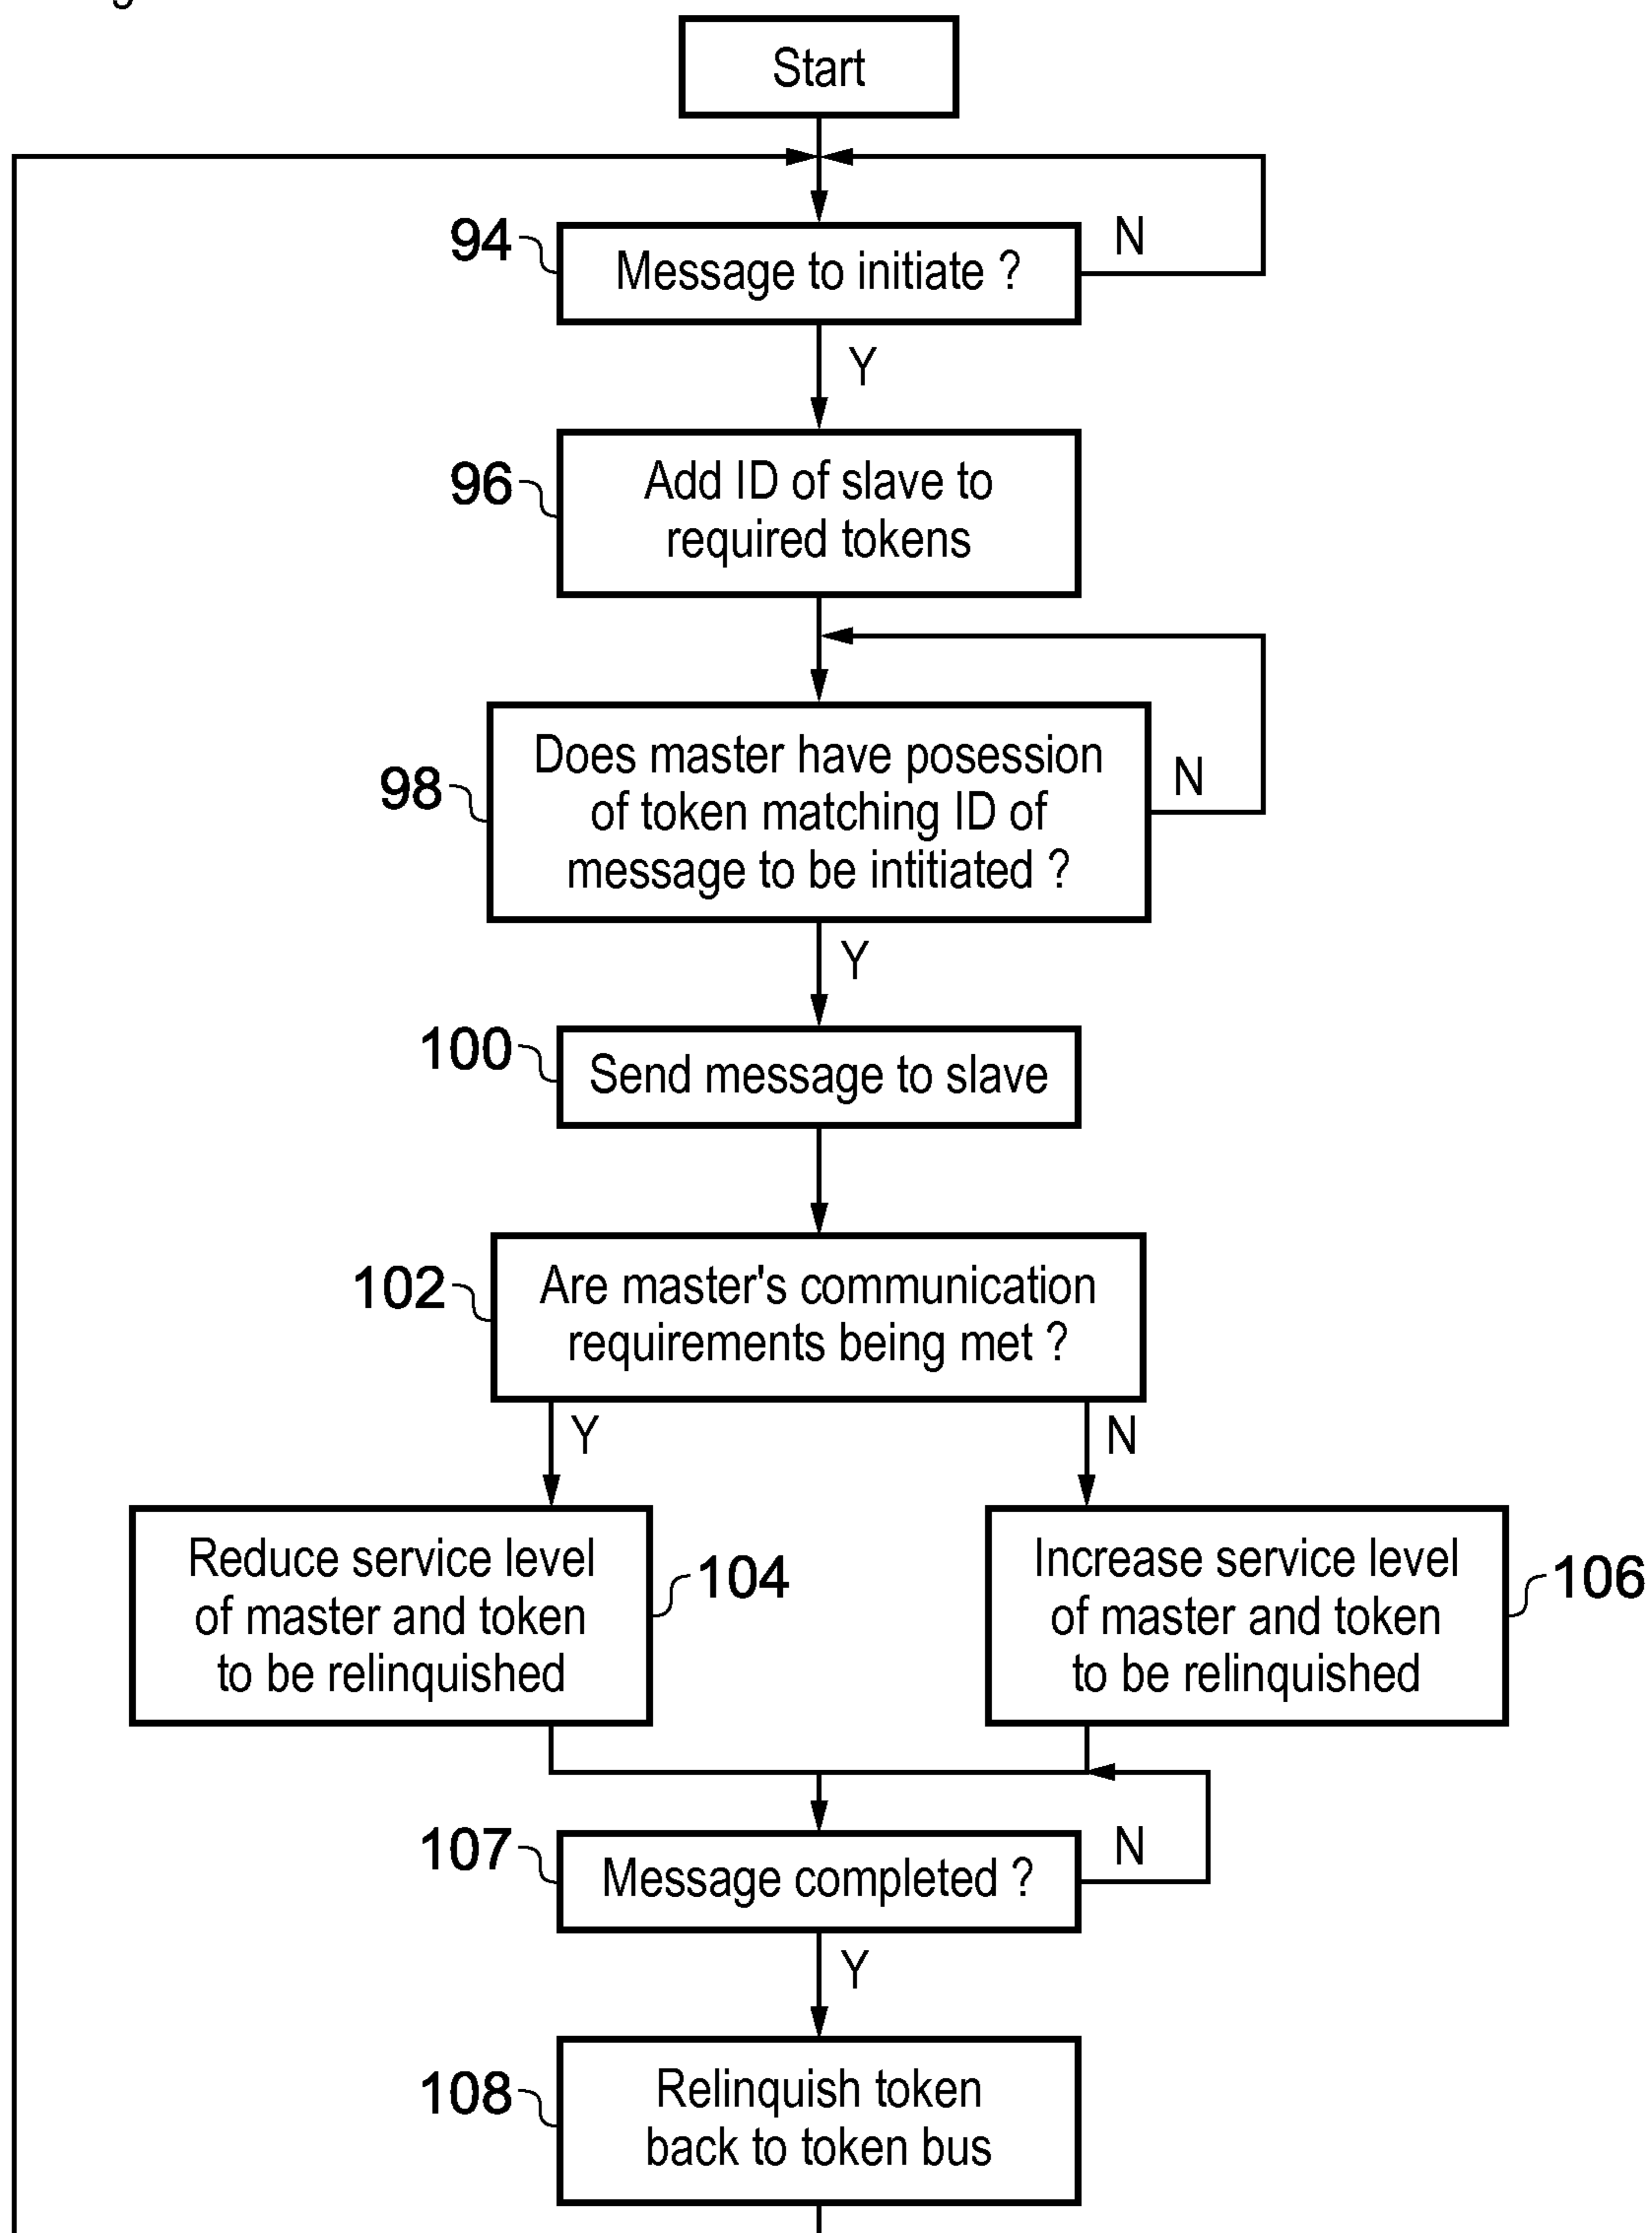 Start
94
Message to initiate ?
N
Y
96
Add ID of slave to
required tokens
98
Does master have posession
of token matching ID of
message to be intitiated ?
N
Y
100
Send message to slave
102
Are master's communication
requirements being met ?
Y
N
Reduce service level
of master and token
to be relinquished
104
Increase service level
of master and token
to be relinquished
106
107
Message completed ?
N
Y
108
Relinquish token
back to token bus